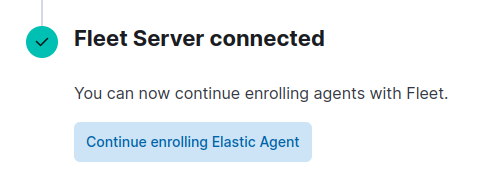 Fleet Server connected
You can now continue enrolling agents with Fleet.
Continue enrolling Elastic Agent